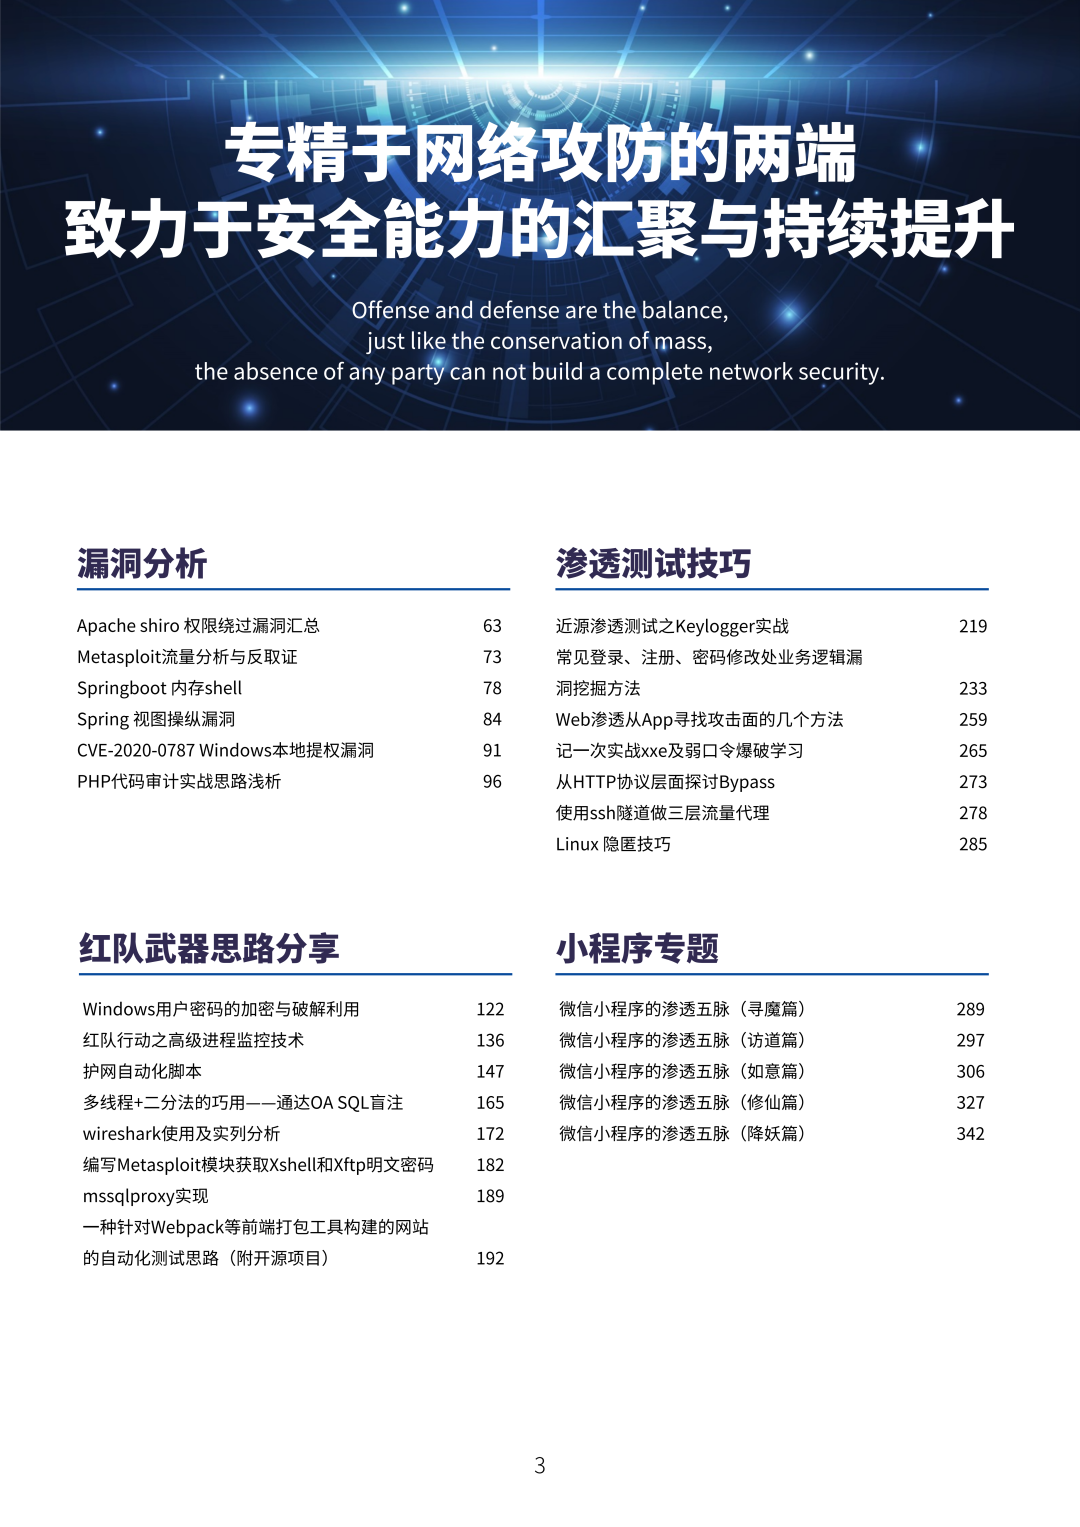 专精于网络攻防的两端
致力于安全能力的汇聚与持续提升
Offense and defense are the balance,
just like the conservation of mass,
the absence of any party can not build a complete network security.
漏洞分析
Apache shiro 权限绕过漏洞汇总 63
Metasploit流量分析与反取证 73
Springboot 内存shell 78
Spring 视图操纵漏洞 84
CVE-2020-0787 Windows本地提权漏洞 91
PHP代码审计实战思路浅析 96
渗透测试技巧
近源渗透测试之Keylogger实战 219
常见登录、注册、密码修改处业务逻辑漏
洞挖掘方法 233
Web渗透从App寻找攻击面的几个方法 259
记一次实战xxe及弱口令爆破学习 265
从HTTP协议层面探讨Bypass 273
使用ssh隧道做三层流量代理 278
Linux 隐匿技巧 285
红队武器思路分享
Windows用户密码的加密与破解利用 122
红队行动之高级进程监控技术 136
护网自动化脚本 147
多线程+二分法的巧用——通达OA SQL盲注 165
wireshark使用及实列分析 172
编写Metasploit模块获取Xshell和Xftp明文密码 182
mssqlproxy实现 189
一种针对Webpack等前端打包工具构建的网站
的自动化测试思路（附开源项目） 192
小程序专题
微信小程序的渗透五脉（寻魔篇） 289
微信小程序的渗透五脉（访道篇） 297
微信小程序的渗透五脉（如意篇） 306
微信小程序的渗透五脉（修仙篇） 327
微信小程序的渗透五脉（降妖篇） 342
3